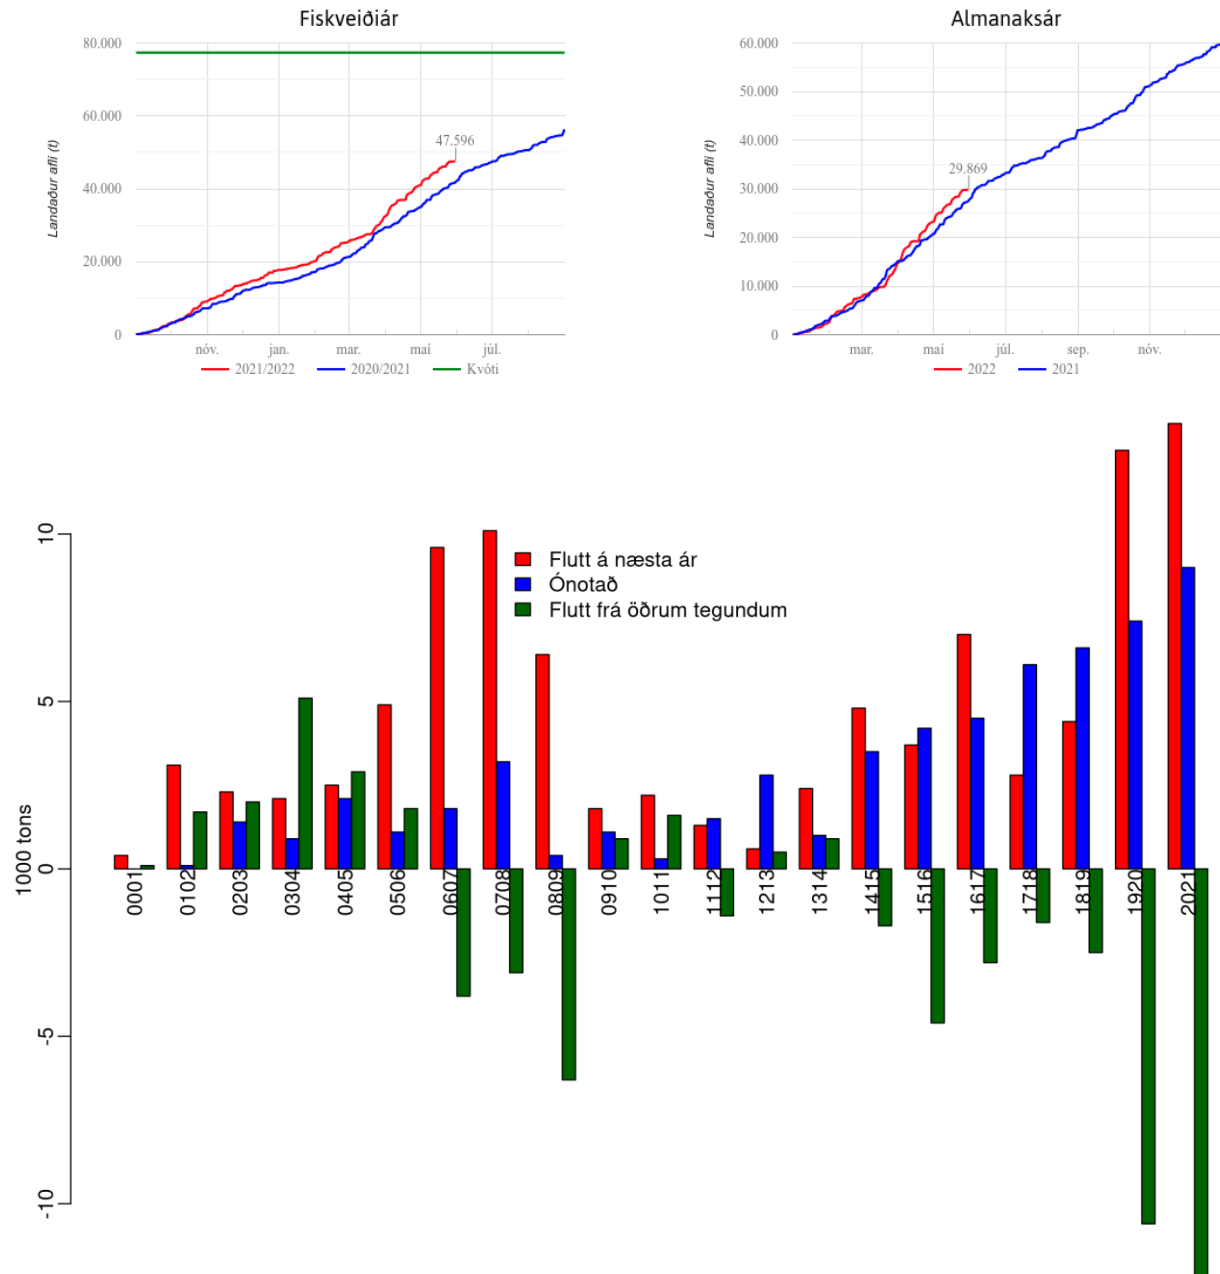 Fiskveiðiár
80.000
60.000
40.000
20.000
0
Landaður afli (t)
47.596
nóv. jan. mar. maí júl.
2021/2022 2020/2021 Kvóti
Almanaksár
60.000
50.000
40.000
30.000
20.000
10.000
0
Landaður afli (t)
29.869
mar. maí júl. sep. nóv.
2022 2021
10
5
0
-5
-10
1000 tons
Flutt á næsta ár
Ónotað
Flutt frá öðrum tegundum
0001 0102 0203 0304 0405 0506 0607 0708 0809 0910 1011 1112 1213 1314 1415 1516 1617 1718 1819 1920 2021